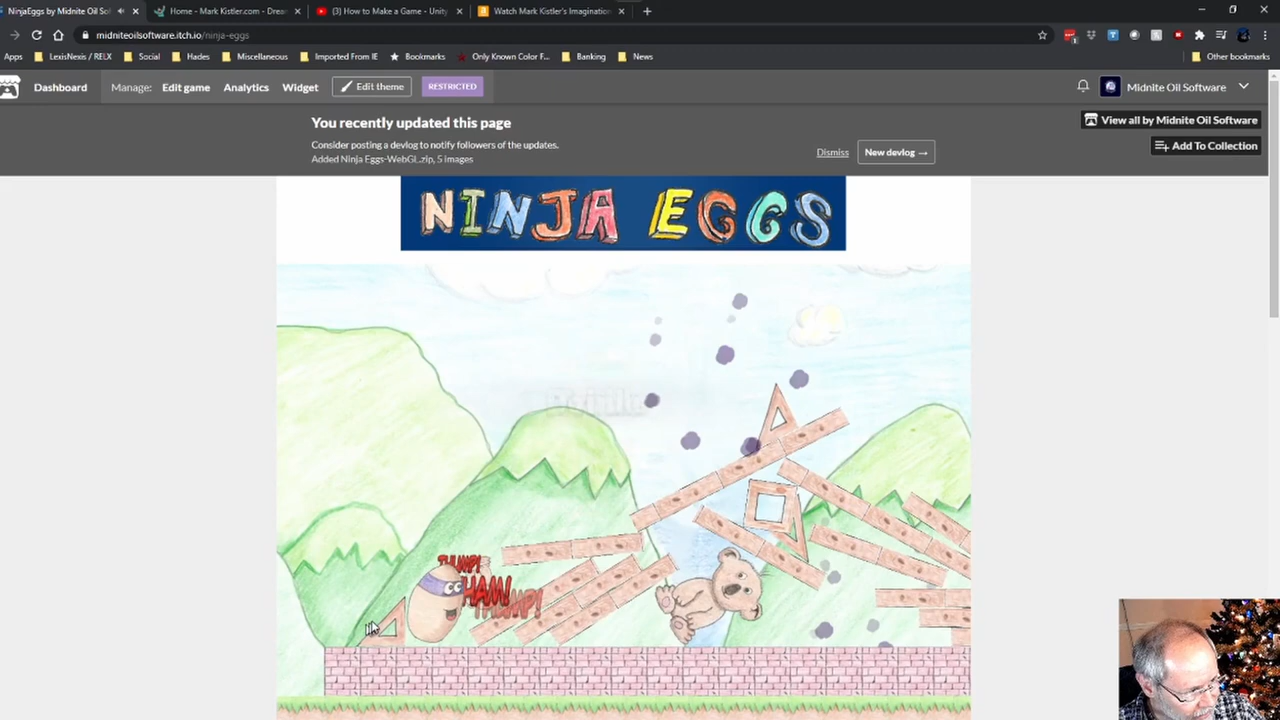 NinjaEggs by Midnite Oil So
Home - Mark Kistler.com - Drea
(3) How to Make a Game - Unity
Watch Mark Kistler's Imagination
midniteoilsoftware.itch.io/ninja-eggs
Apps
LexisNexis / RELX
Social
Hades
Miscellaneous
Imported From IE
Bookmarks
Only Known Color F...
Banking
News
Other bookmarks
Dashboard
Manage:
Edit game
Analytics
Widget
Edit theme
RESTRICTED
Midnite Oil Software
You recently updated this page
Consider posting a devlog to notify followers of the updates.
Added Ninja Eggs-WebGL.zip, 5 images
Dismiss
New devlog →
View all by Midnite Oil Software
Add To Collection
NINJA EGGS
THUMP!
HAM!
THUMP!